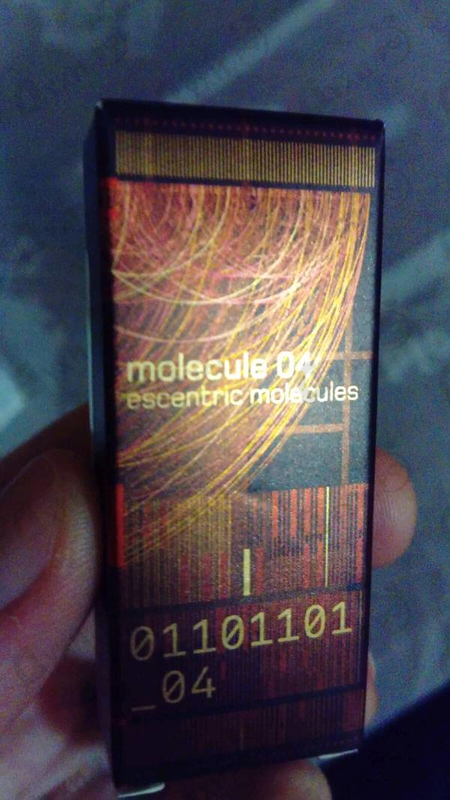 molecule 04
escentric molecules
01101101
_04